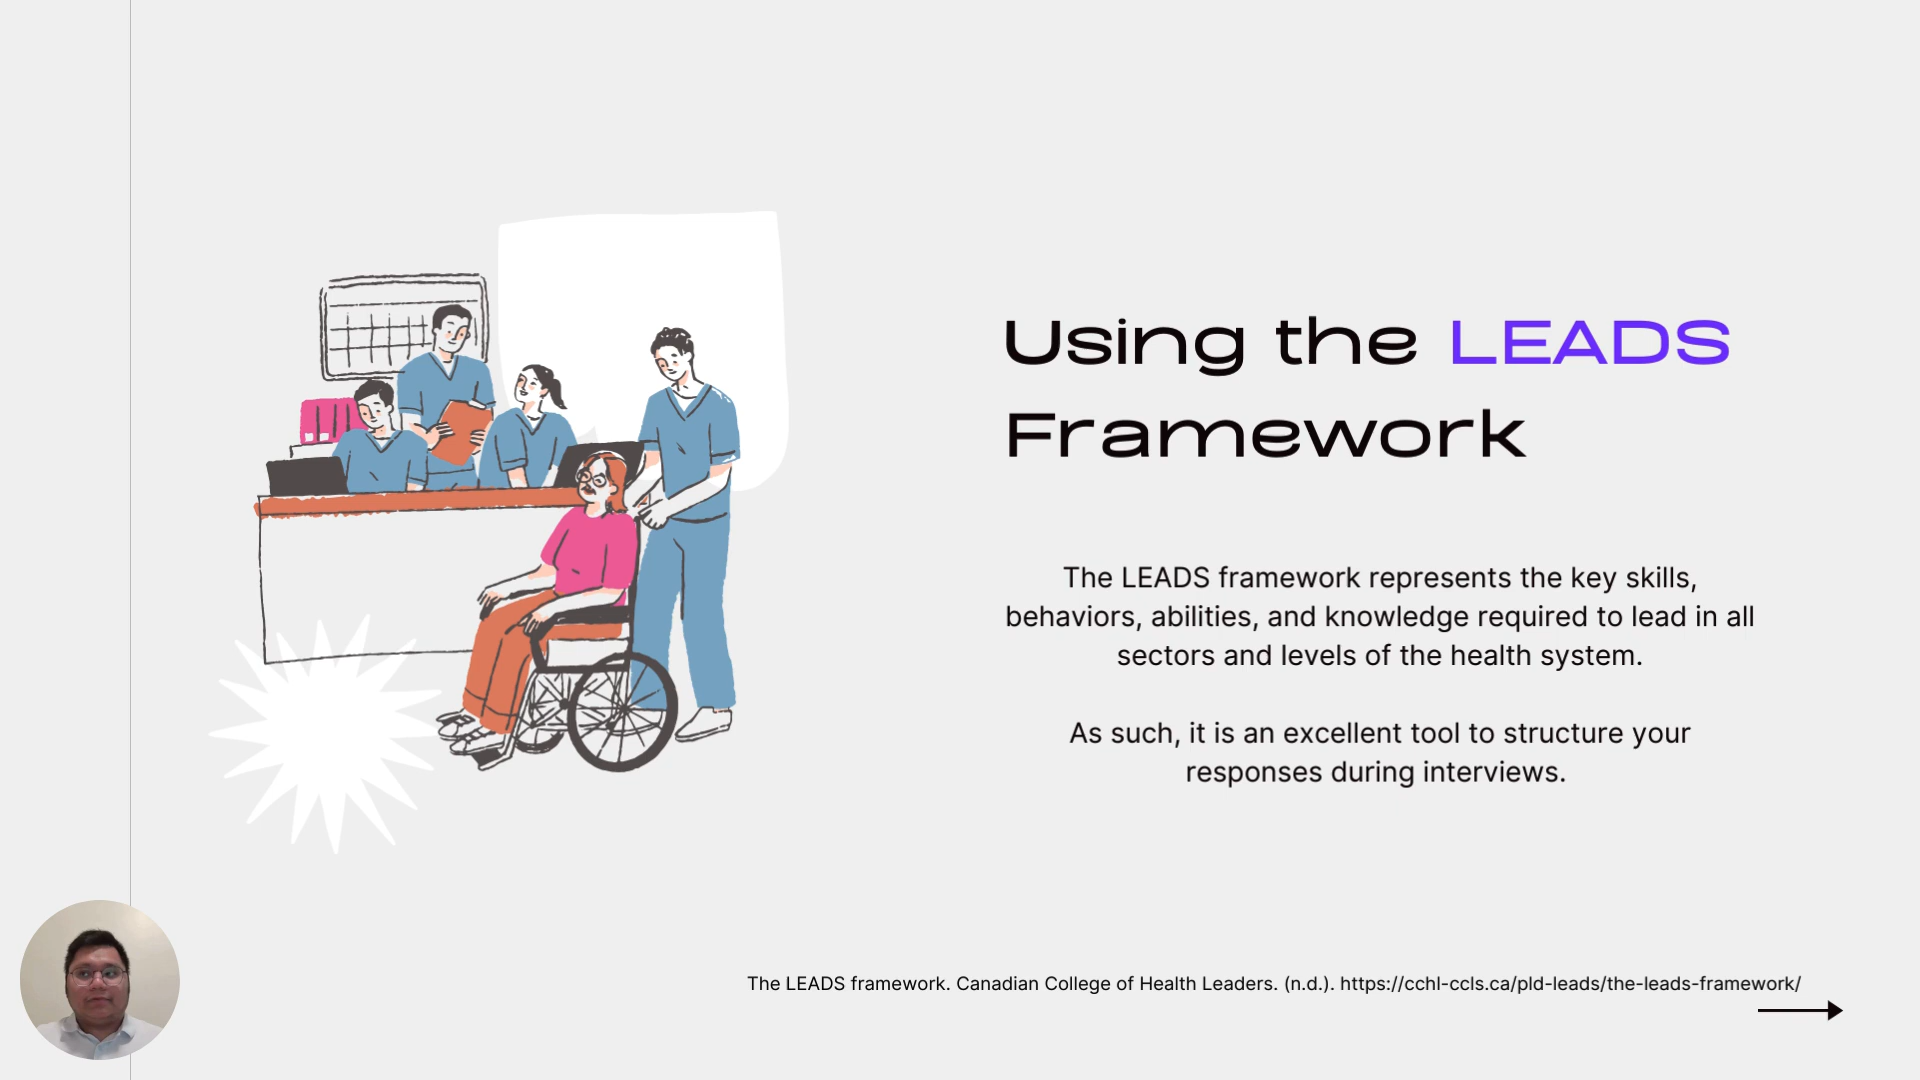 Using the LEADS
Framework
The LEADS framework represents the key skills,
behaviors, abilities, and knowledge required to lead in all
sectors and levels of the health system.
As such, it is an excellent tool to structure your
responses during interviews.
The LEADS framework. Canadian College of Health Leaders. (n.d.). https://cchl-ccls.ca/pld-leads/the-leads-framework/